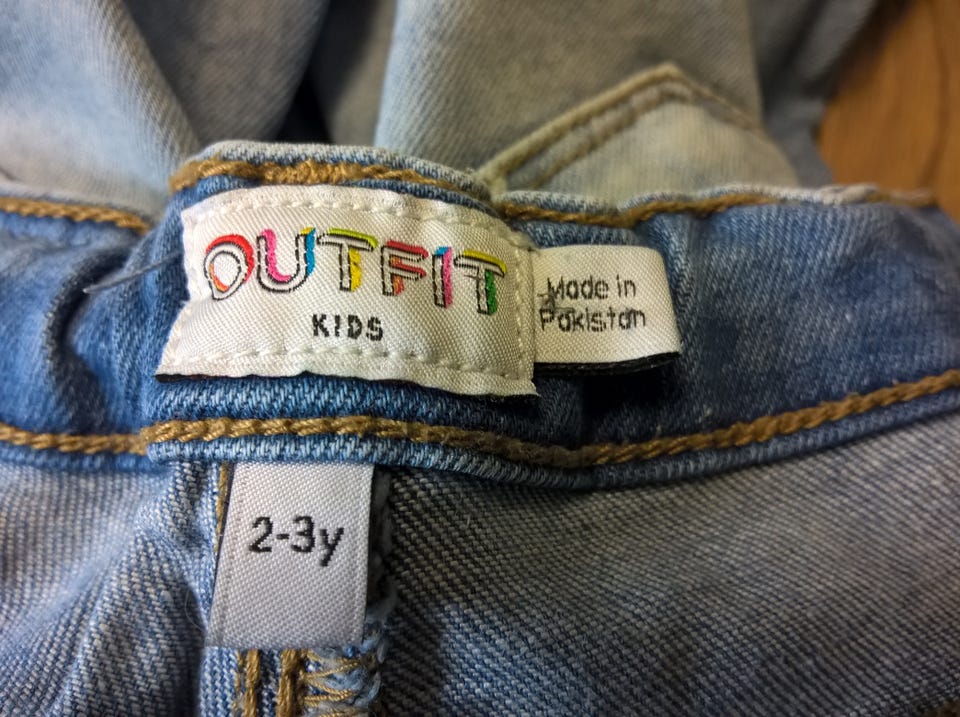 OUTFIT
KIDS
Made in
Pakistan
2-3y